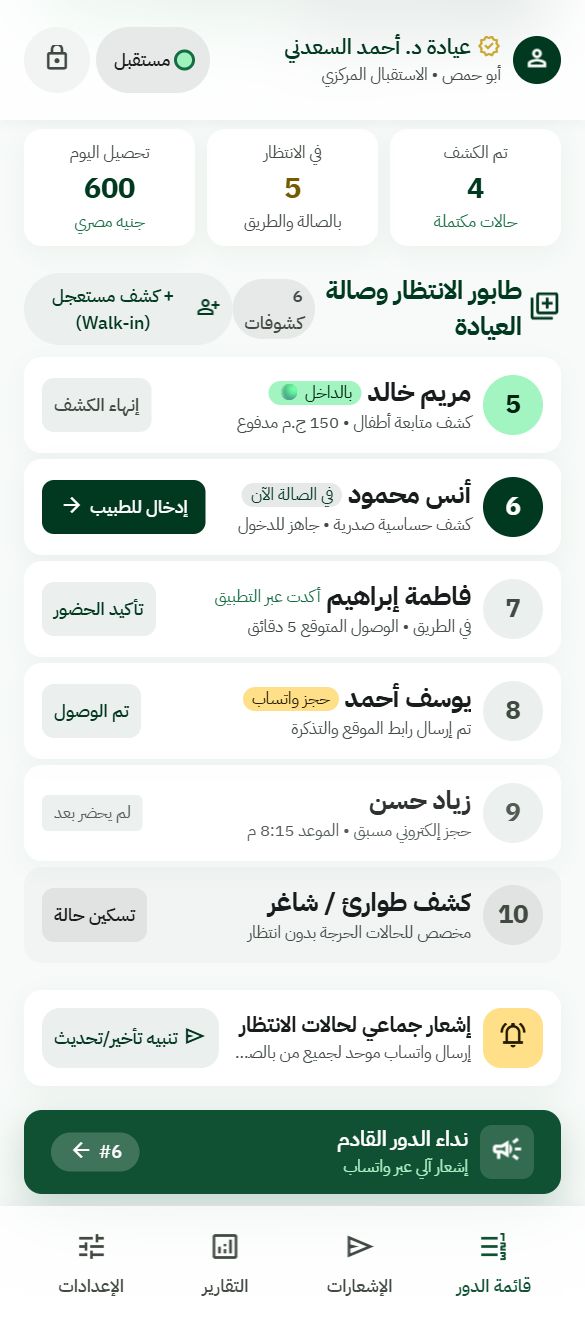 عيادة د. أحمد السعدني
أبو حمص • الاستقبال المركزي
مستقبل
تم الكشف
4
حالات مكتملة
في الانتظار
5
بالصالة والطريق
تحصيل اليوم
600
جنيه مصري
طابور الانتظار وصالة
العيادة
6
كشوفات
+ كشف مستعجل
(Walk-in)
5
مريم خالد بالداخل
كشف متابعة أطفال • 150 ج.م مدفوع
إنهاء الكشف
6
أنس محمود في الصالة الآن
كشف حساسية صدرية • جاهز للدخول
إدخال للطبيب
7
فاطمة إبراهيم أكدت عبر التطبيق
في الطريق • الوصول المتوقع 5 دقائق
تأكيد الحضور
8
يوسف أحمد حجز واتساب
تم إرسال رابط الموقع والتذكرة
تم الوصول
9
زياد حسن
حجز إلكتروني مسبق • الموعد 8:15 م
لم يحضر بعد
10
كشف طوارئ / شاغر
مخصص للحالات الحرجة بدون انتظار
تسكين حالة
إشعار جماعي لحالات الانتظار
إرسال واتساب موحد لجميع من بالصـ...
تنبيه تأخير/تحديث
نداء الدور القادم
إشعار آلي عبر واتساب
#6
قائمة الدور
الإشعارات
التقارير
الإعدادات